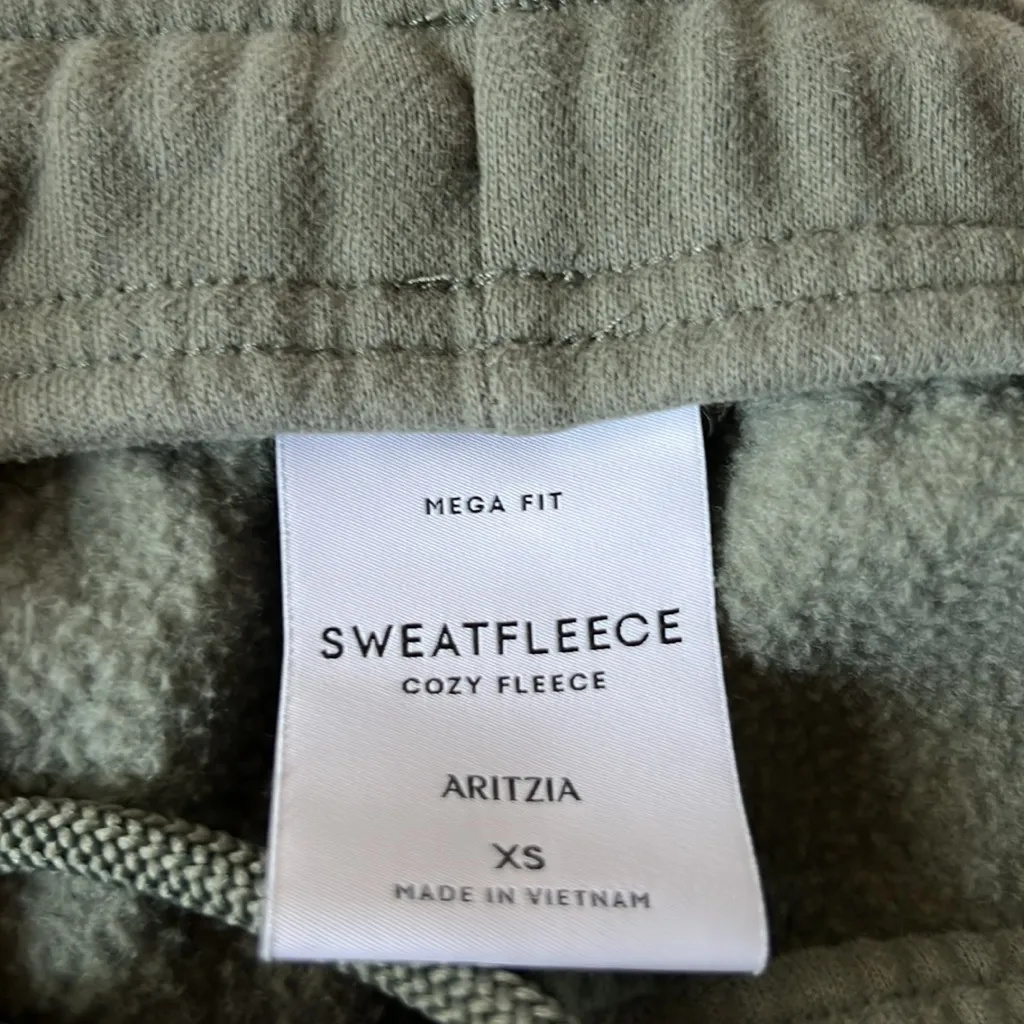 MEGA FIT
SWEATFLEECE
COZY FLEECE
ARITZIA
XS
MADE IN VIETNAM